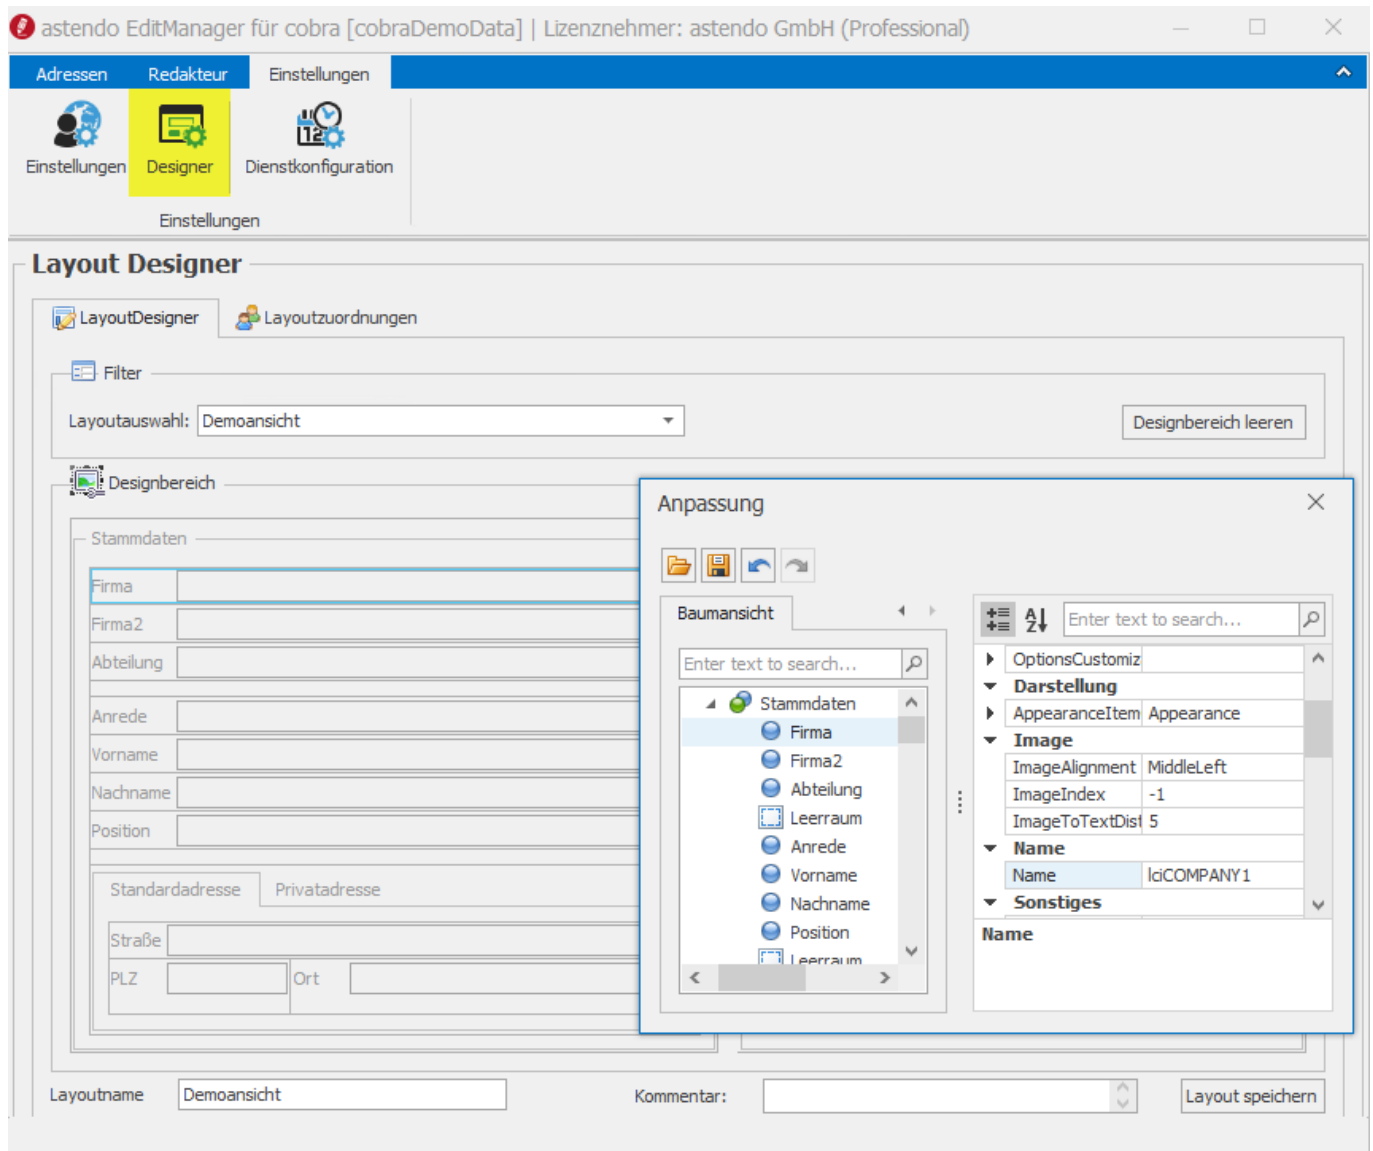 astendo EditManager für cobra [cobraDemoData] | Lizenznehmer: astendo GmbH (Professional)
Adressen Redakteur Einstellungen
Einstellungen Designer Dienstkonfiguration
Einstellungen
Layout Designer
LayoutDesigner Layoutzuordnungen
Filter
Layoutauswahl: Demoansicht Designbereich leeren
Designbereich
Stammdaten
Firma
Firma2
Abteilung
Anrede
Vorname
Nachname
Position
Standardadresse Privatadresse
Straße
PLZ Ort
Anpassung
Baumansicht
Enter text to search...
Stammdaten
Firma
Firma2
Abteilung
Leerraum
Anrede
Vorname
Nachname
Position
Leerraum
Enter text to search...
OptionsCustomiz
Darstellung
AppearanceItem Appearance
Image
ImageAlignment MiddleLeft
ImageIndex -1
ImageToTextDist 5
Name
Name lciCOMPANY1
Sonstiges
Name
Layoutname Demoansicht Kommentar: Layout speichern